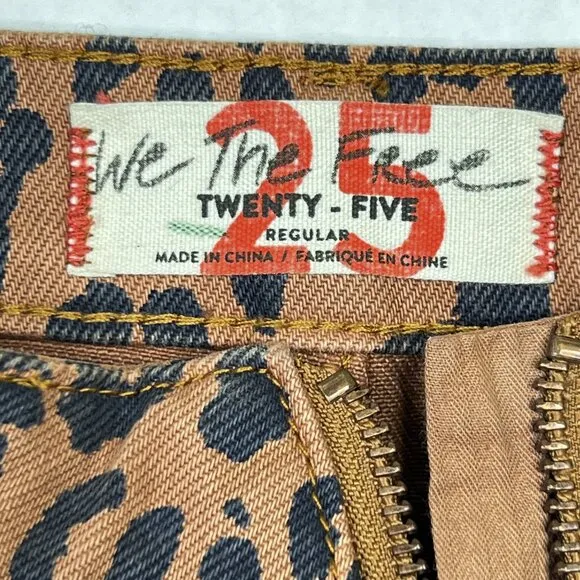 25
We The Free
TWENTY - FIVE
REGULAR
MADE IN CHINA / FABRIQUÉ EN CHINE